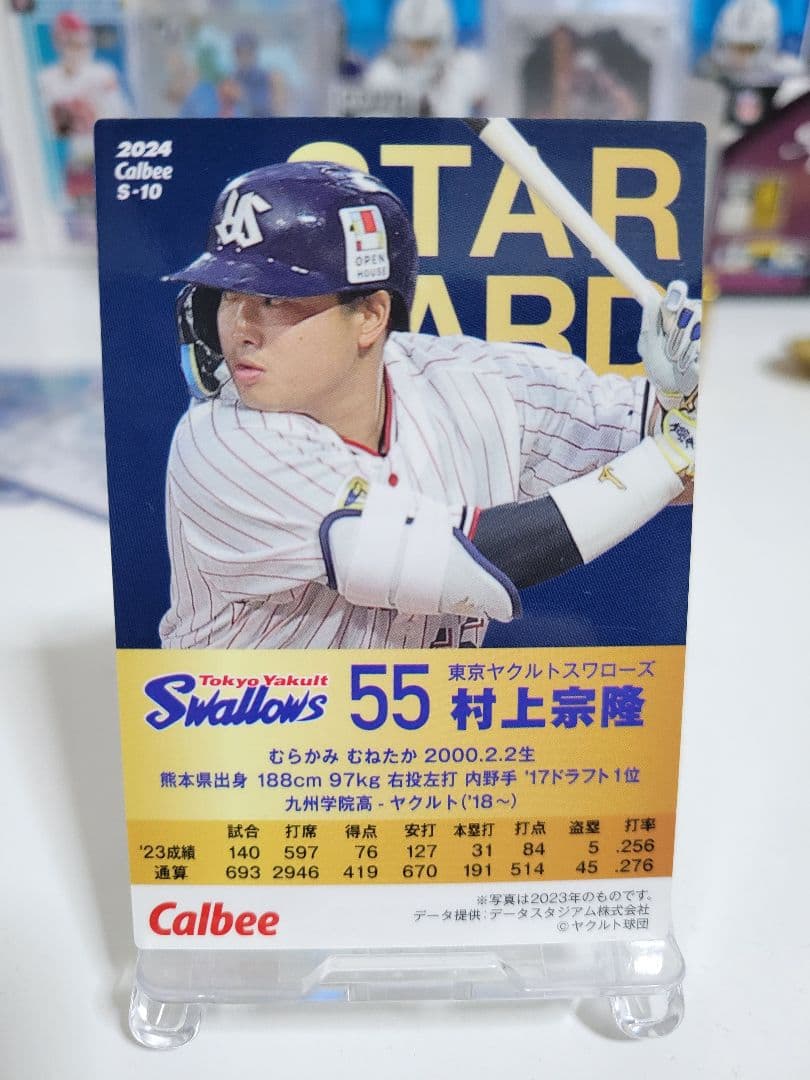 2024
Calbee
S-10
STAR
CARD
OPEN
HOUSE
Tokyo Yakult
Swallows
55
東京ヤクルトスワローズ
村上宗隆
むらかみ むねたか 2000.2.2生
熊本県出身 188cm 97kg 右投左打 内野手 '17ドラフト1位
九州学院高 - ヤクルト('18～)
試合 打席 得点 安打 本塁打 打点 盗塁 打率
'23成績 140 597 76 127 31 84 5 .256
通算 693 2946 419 670 191 514 45 .276
※写真は2023年のものです。
Calbee
データ提供：データスタジアム株式会社
©ヤクルト球団